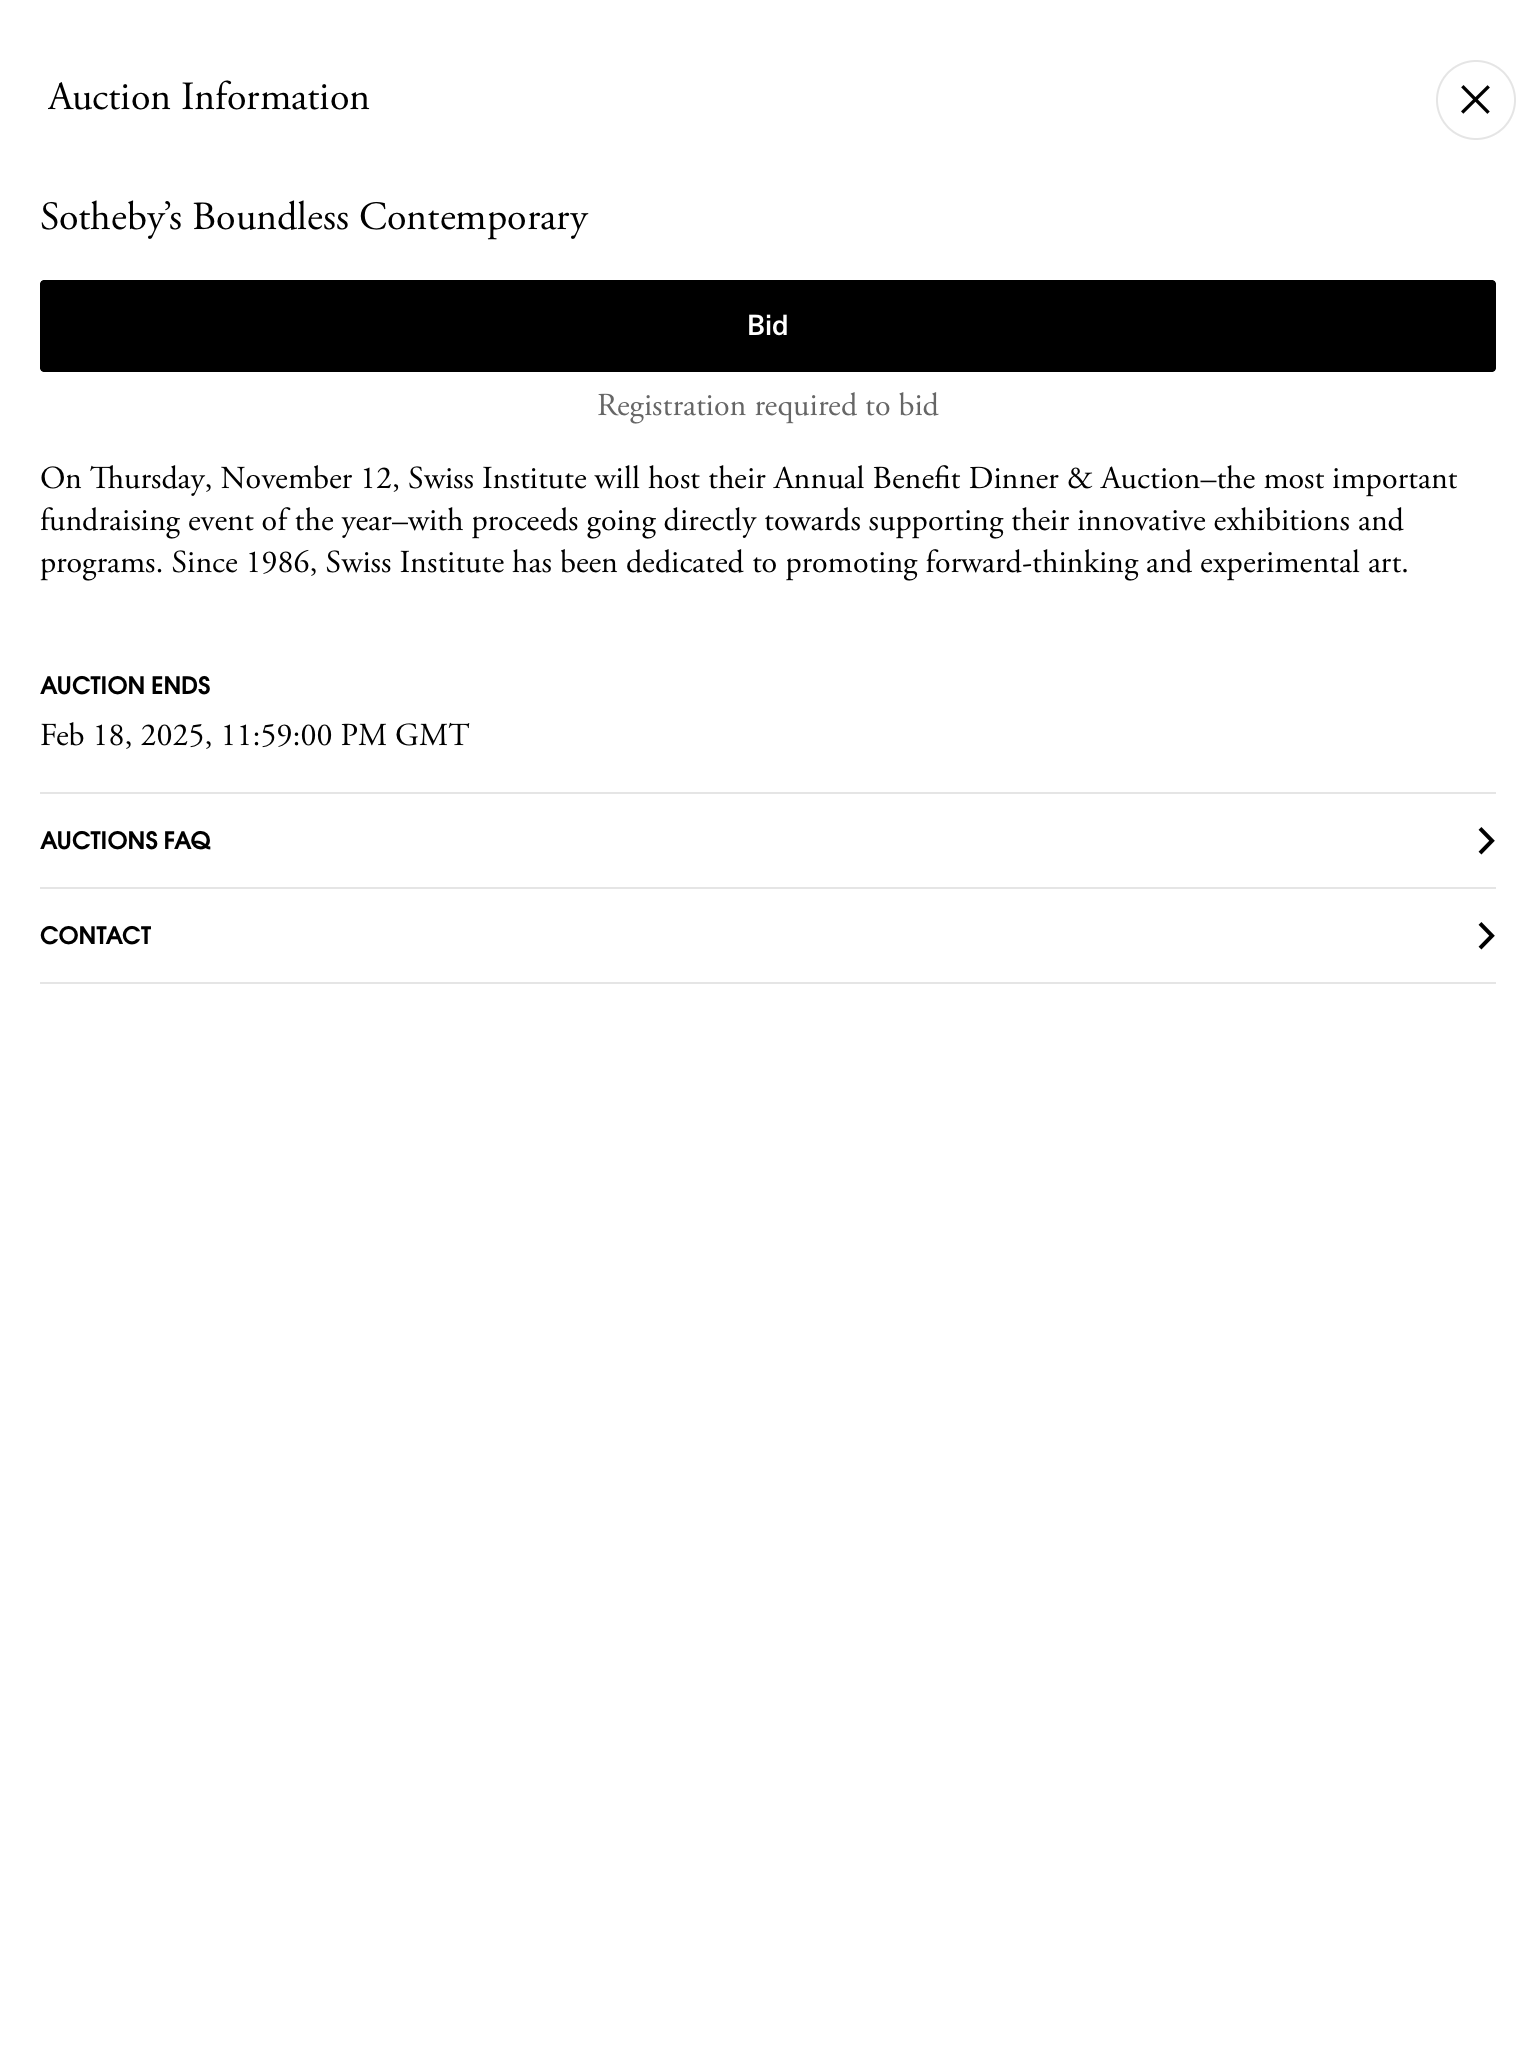 Auction Information
Sotheby’s Boundless Contemporary
Bid
Registration required to bid
On Thursday, November 12, Swiss Institute will host their Annual Benefit Dinner & Auction–the most important
fundraising event of the year–with proceeds going directly towards supporting their innovative exhibitions and
programs. Since 1986, Swiss Institute has been dedicated to promoting forward-thinking and experimental art.
AUCTION ENDS
Feb 18, 2025, 11:59:00 PM GMT
AUCTIONS FAQ
CONTACT